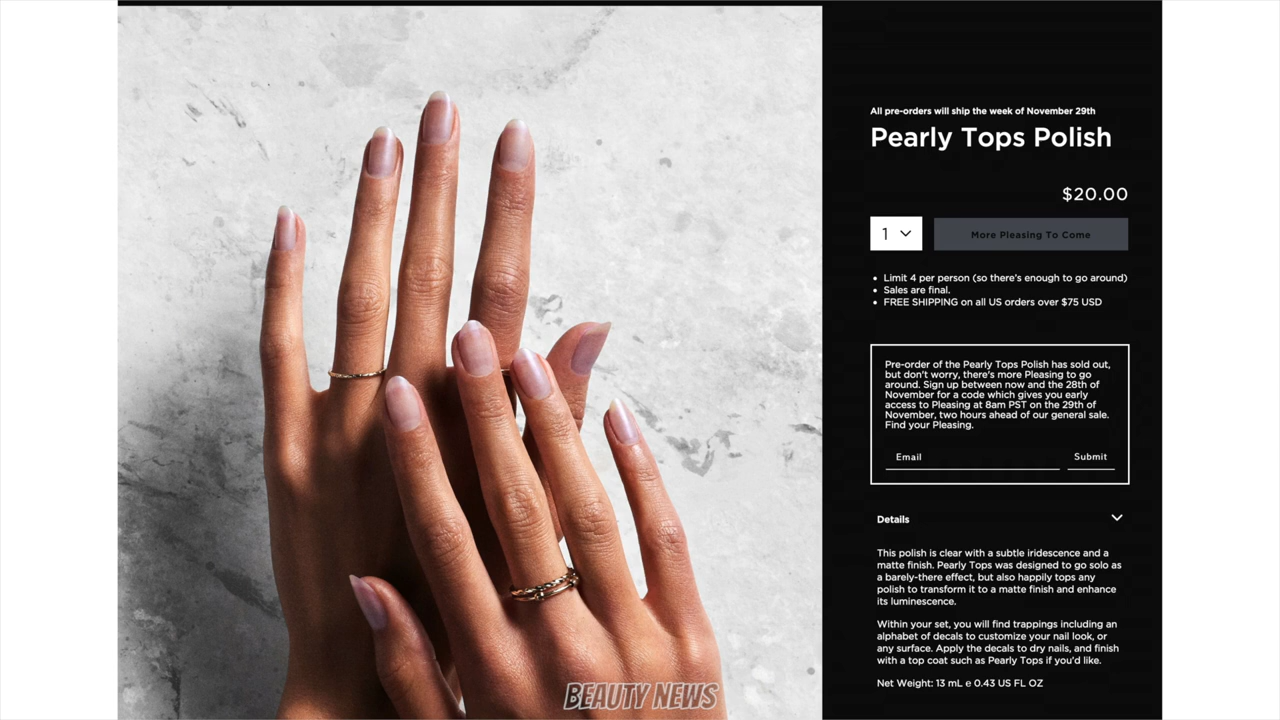 All pre-orders will ship the week of November 29th
Pearly Tops Polish
$20.00
1
More Pleasing To Come
Limit 4 per person (so there's enough to go around)
Sales are final.
FREE SHIPPING on all US orders over $75 USD
Pre-order of the Pearly Tops Polish has sold out,
but don't worry, there's more Pleasing to go
around. Sign up between now and the 28th of
November for a code which gives you early
access to Pleasing at 8am PST on the 29th of
November, two hours ahead of our general sale.
Find your Pleasing.
Email
Submit
Details
This polish is clear with a subtle iridescence and a
matte finish. Pearly Tops was designed to go solo as
a barely-there effect, but also happily tops any
polish to transform it to a matte finish and enhance
its luminescence.
Within your set, you will find trappings including an
alphabet of decals to customize your nail look, or
any surface. Apply the decals to dry nails, and finish
with a top coat such as Pearly Tops if you'd like.
Net Weight: 13 mL e 0.43 US FL OZ
BEAUTY NEWS